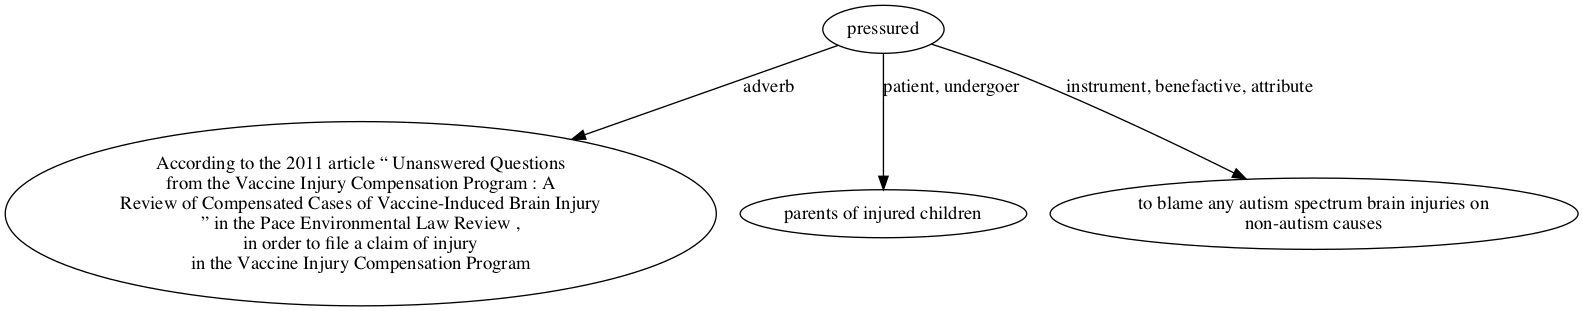 pressured
adverb
patient, undergoer
instrument, benefactive, attribute
According to the 2011 article “ Unanswered Questions
from the Vaccine Injury Compensation Program : A
Review of Compensated Cases of Vaccine-Induced Brain Injury
” in the Pace Environmental Law Review ,
in order to file a claim of injury
in the Vaccine Injury Compensation Program
parents of injured children
to blame any autism spectrum brain injuries on
non-autism causes